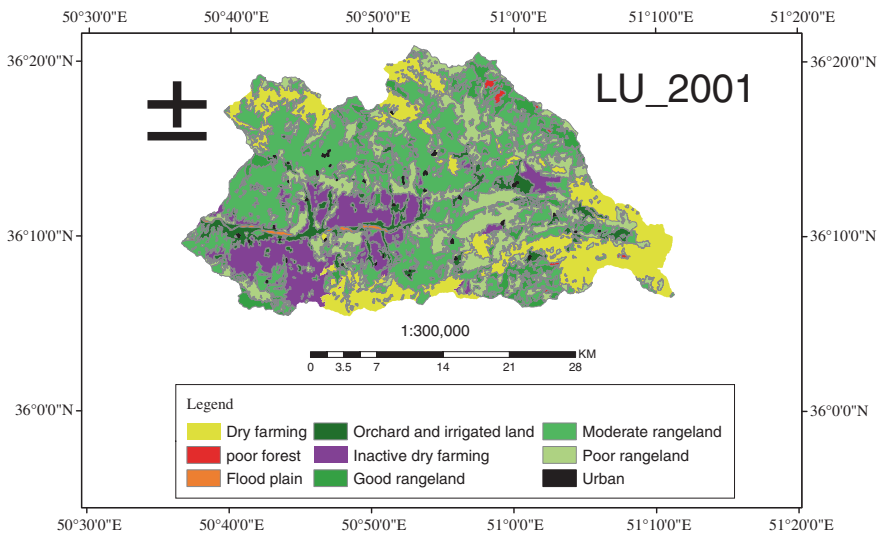 50°30'0"E 50°40'0"E 50°50'0"E 51°0'0"E 51°10'0"E 51°20'0"E
36°20'0"N 36°20'0"N
LU_2001
±
36°10'0"N 36°10'0"N
1:300,000
KM
0 3.5 7 14 21 28
36°0'0"N 36°0'0"N
Legend
Dry farming Orchard and irrigated land Moderate rangeland
poor forest Inactive dry farming Poor rangeland
Flood plain Good rangeland Urban
50°30'0"E 50°40'0"E 50°50'0"E 51°0'0"E 51°10'0"E 51°20'0"E